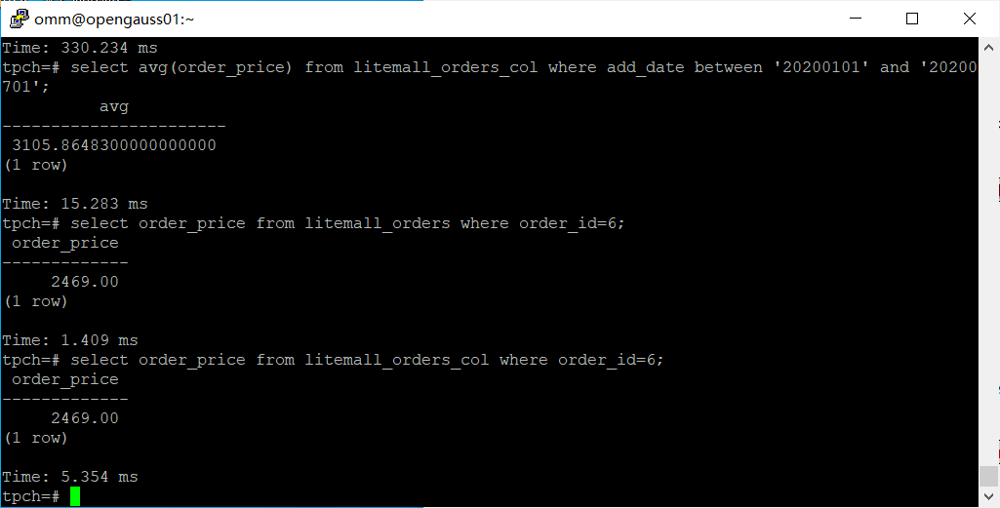 omm@opengauss01:~
Time: 330.234 ms
tpch=# select avg(order_price) from litemall_orders_col where add_date between '20200101' and '20200
701';
          avg
-----------------------
 3105.8648300000000000
(1 row)

Time: 15.283 ms
tpch=# select order_price from litemall_orders where order_id=6;
 order_price
-------------
     2469.00
(1 row)

Time: 1.409 ms
tpch=# select order_price from litemall_orders_col where order_id=6;
 order_price
-------------
     2469.00
(1 row)

Time: 5.354 ms
tpch=#